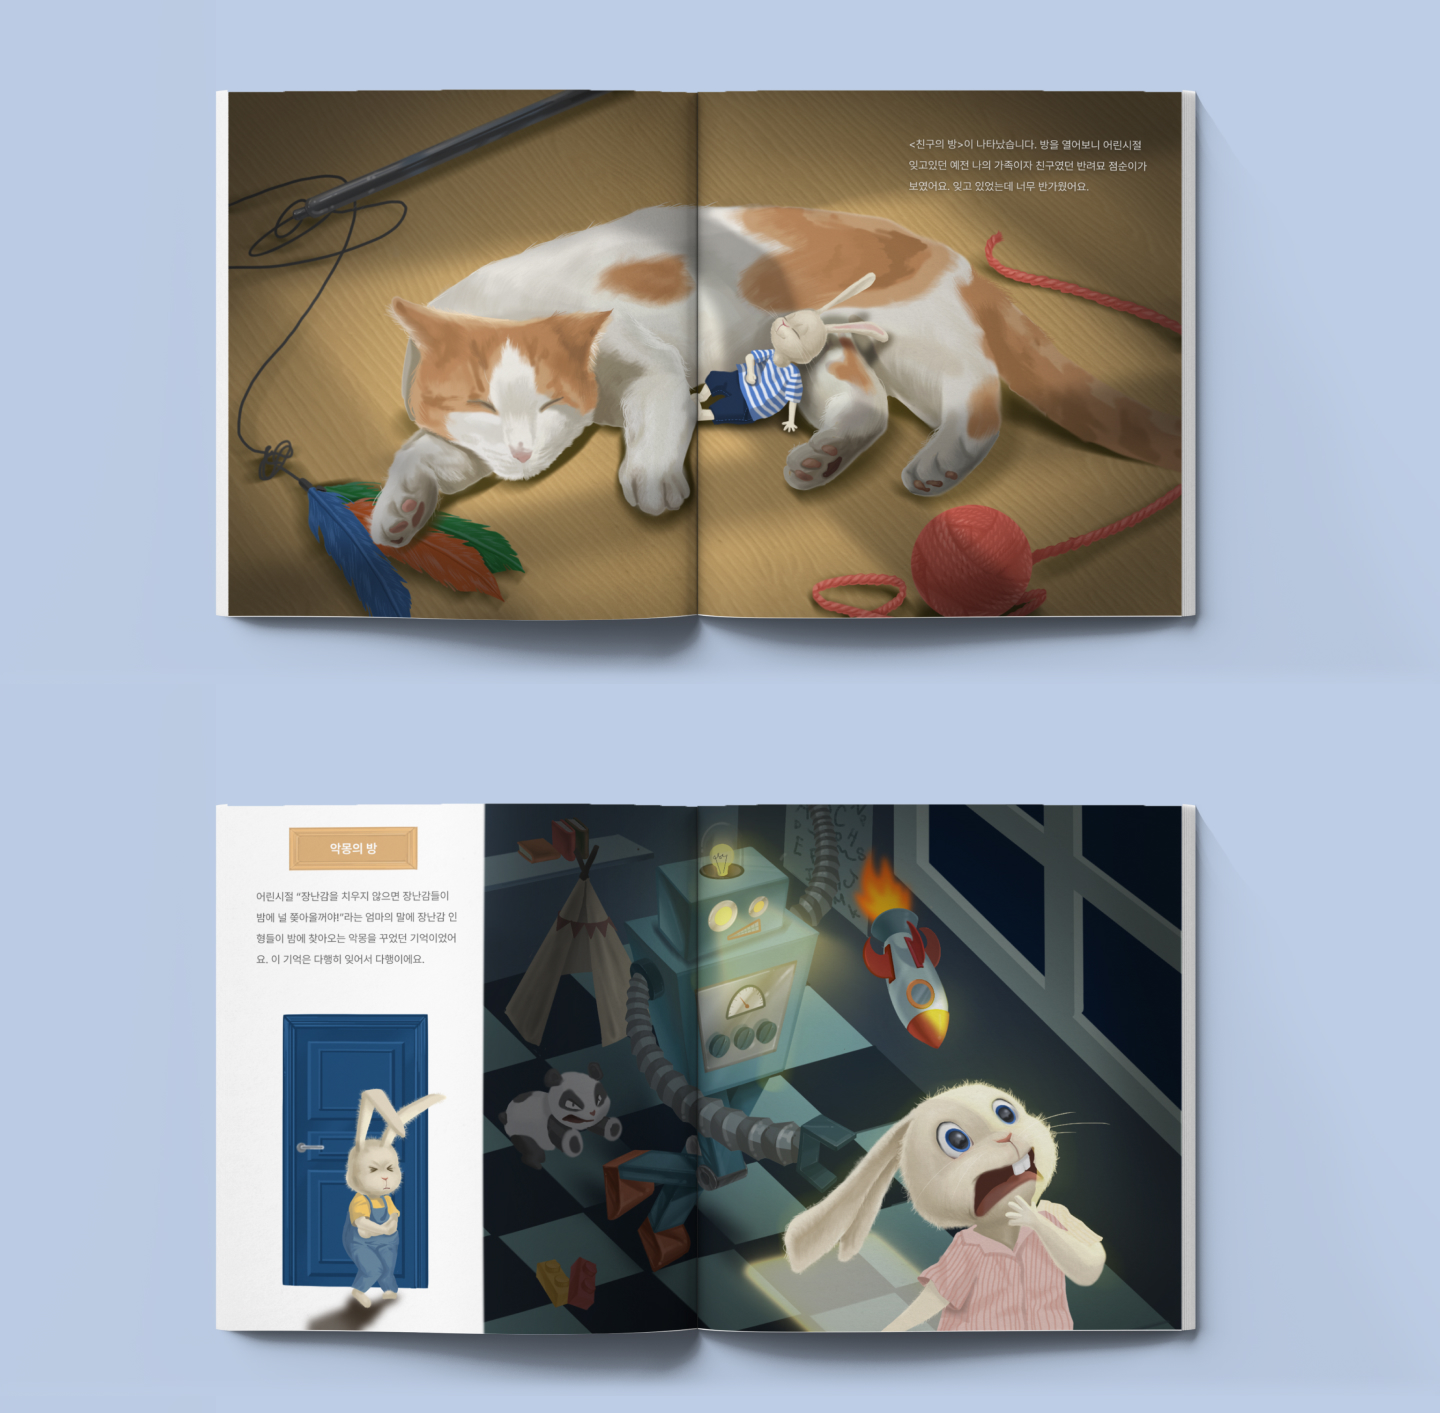 <친구의 방>이 나타났습니다. 방을 열어보니 어린시절
잊고있던 예전 나의 가족이자 친구였던 반려묘 점순이가
보였어요. 잊고 있었는데 너무 반가웠어요.
악몽의 방
어린시절 “장난감을 치우지 않으면 장난감들이
밤에 널 쫒아올꺼야!”라는 엄마의 말에 장난감 인
형들이 밤에 찾아오는 악몽을 꾸었던 기억이었어
요. 이 기억은 다행히 잊어서 다행이에요.